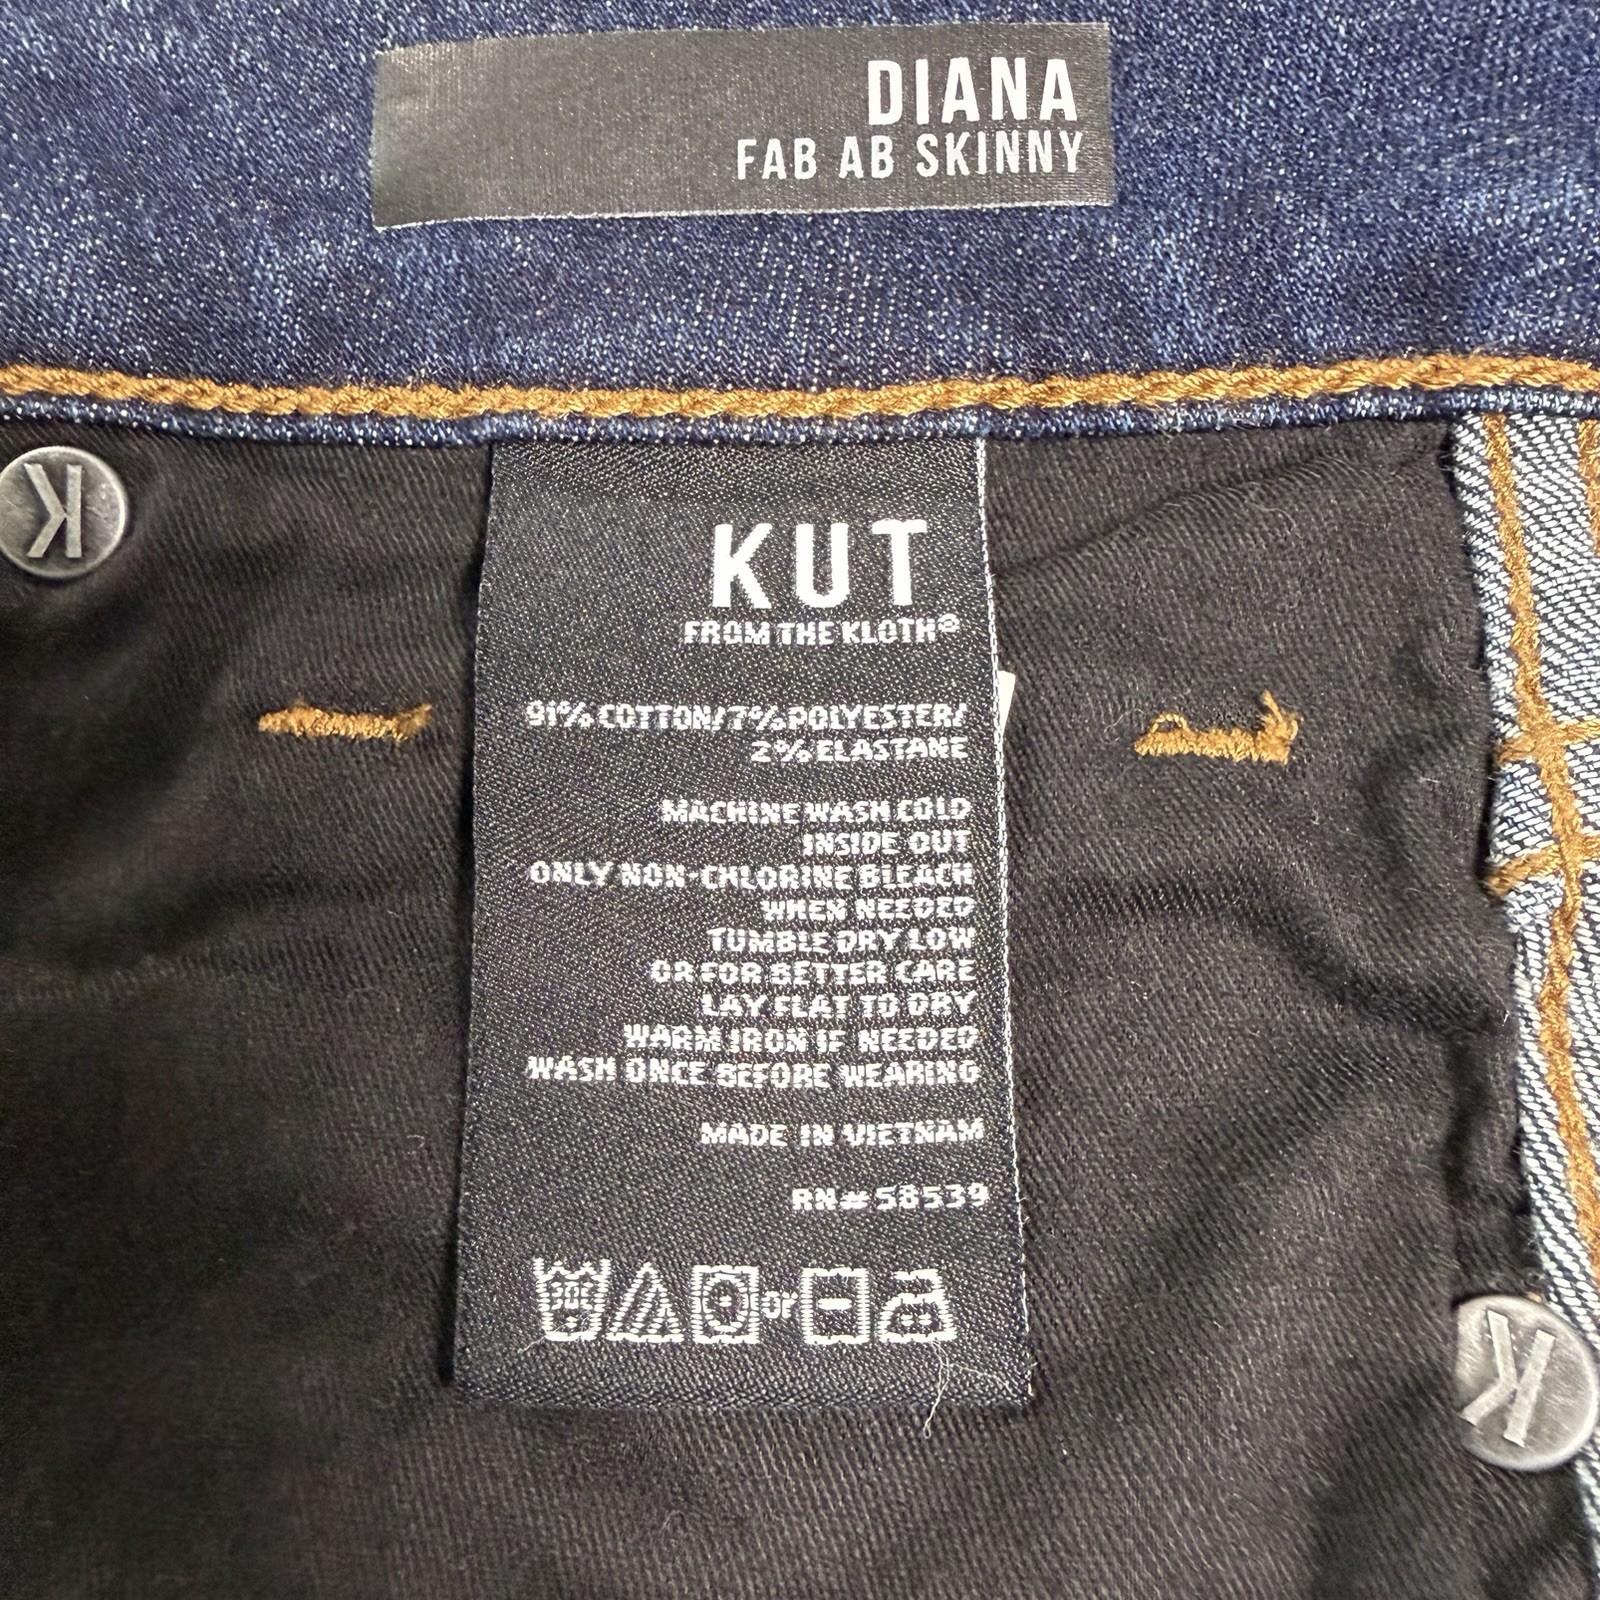 DIANA
FAB AB SKINNY
K
KUT
FROM THE KLOTH®
91% COTTON/7%POLYESTER/
2% ELASTANE
MACHINE WASH COLD
INSIDE OUT
ONLY NON-CHLORINE BLEACH
WHEN NEEDED
TUMBLE DRY LOW
OR FOR BETTER CARE
LAY FLAT TO DRY
WARM IRON IF NEEDED
WASH ONCE BEFORE WEARING
MADE IN VIETNAM
RN#58539
30C or
K